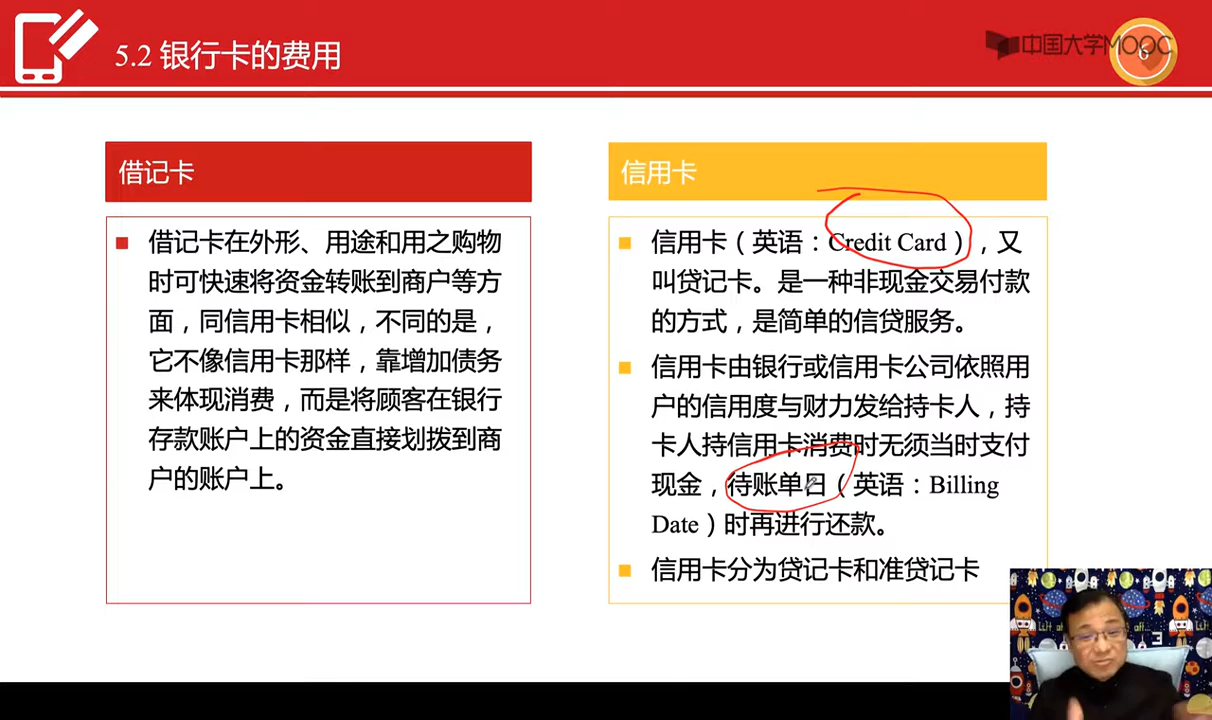 5.2 银行卡的费用
中国大学MOOC
6
借记卡
借记卡在外形、用途和用之购物
时可快速将资金转账到商户等方
面，同信用卡相似，不同的是，
它不像信用卡那样，靠增加债务
来体现消费，而是将顾客在银行
存款账户上的资金直接划拨到商
户的账户上。
信用卡
信用卡（英语：Credit Card），又
叫贷记卡。是一种非现金交易付款
的方式，是简单的信贷服务。
信用卡由银行或信用卡公司依照用
户的信用度与财力发给持卡人，持
卡人持信用卡消费时无须当时支付
现金，待账单日（英语：Billing
Date）时再进行还款。
信用卡分为贷记卡和准贷记卡